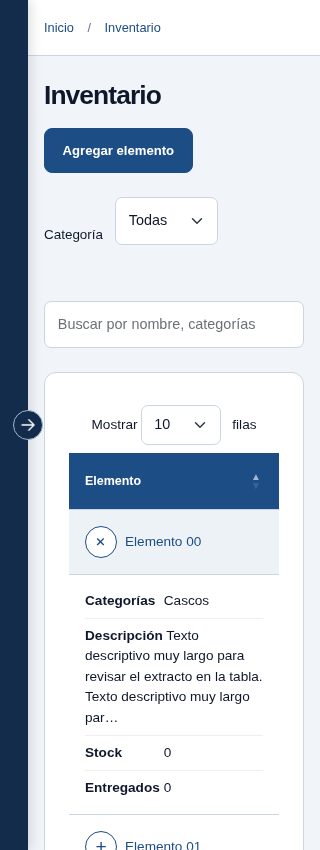 Inicio / Inventario
Inventario
Agregar elemento
Categoría Todas
Buscar por nombre, categorías
Mostrar 10 filas
Elemento
Elemento 00
Categorías Cascos
Descripción Texto
descriptivo muy largo para
revisar el extracto en la tabla.
Texto descriptivo muy largo
par…
Stock 0
Entregados 0
Elemento 01